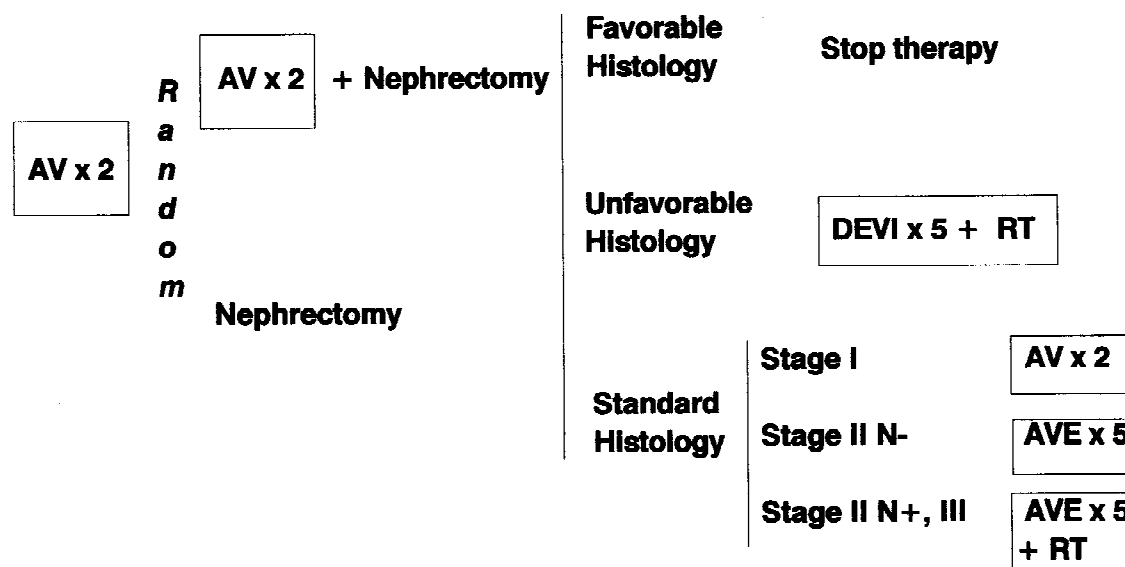 AV x 2
Random
AV x 2 + Nephrectomy
Nephrectomy
Favorable
Histology
Stop therapy
Unfavorable
Histology
DEVI x 5 + RT
Standard
Histology
Stage I
AV x 2
Stage II N-
AVE x 5
Stage II N+, III
AVE x 5
+ RT